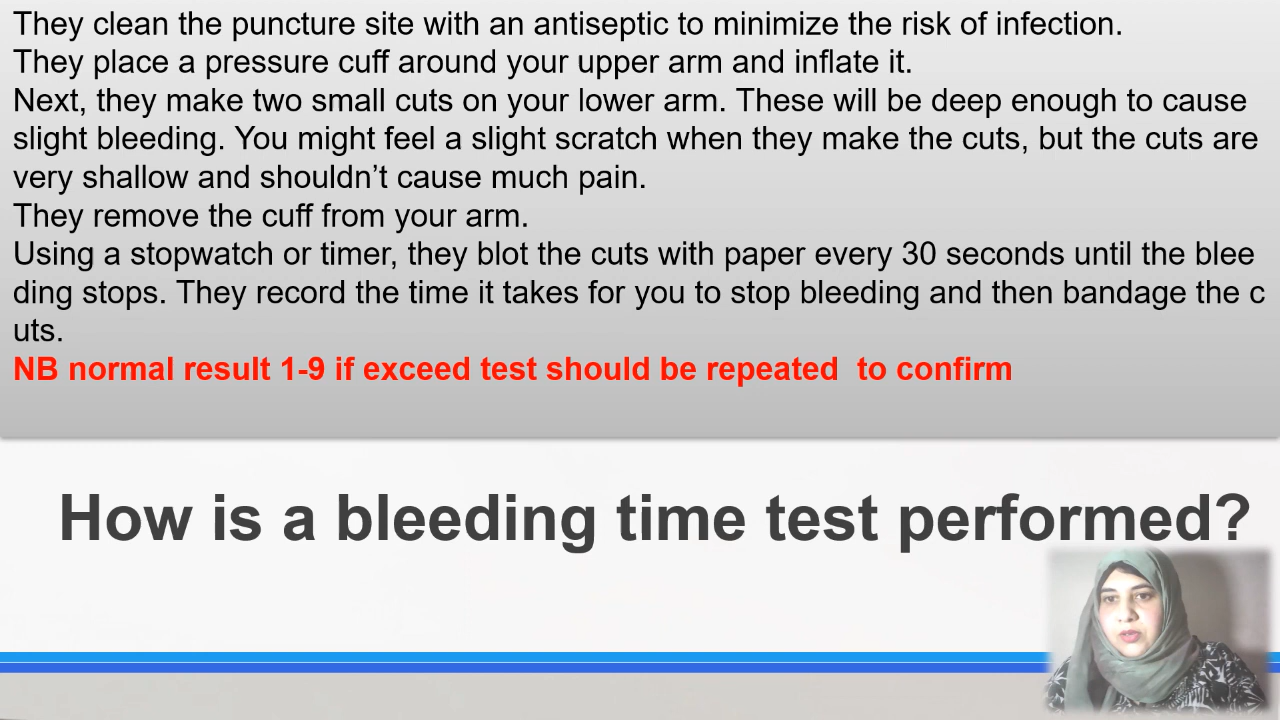 They clean the puncture site with an antiseptic to minimize the risk of infection.
They place a pressure cuff around your upper arm and inflate it.
Next, they make two small cuts on your lower arm. These will be deep enough to cause
slight bleeding. You might feel a slight scratch when they make the cuts, but the cuts are
very shallow and shouldn’t cause much pain.
They remove the cuff from your arm.
Using a stopwatch or timer, they blot the cuts with paper every 30 seconds until the blee
ding stops. They record the time it takes for you to stop bleeding and then bandage the c
uts.
NB normal result 1-9 if exceed test should be repeated  to confirm
How is a bleeding time test performed?